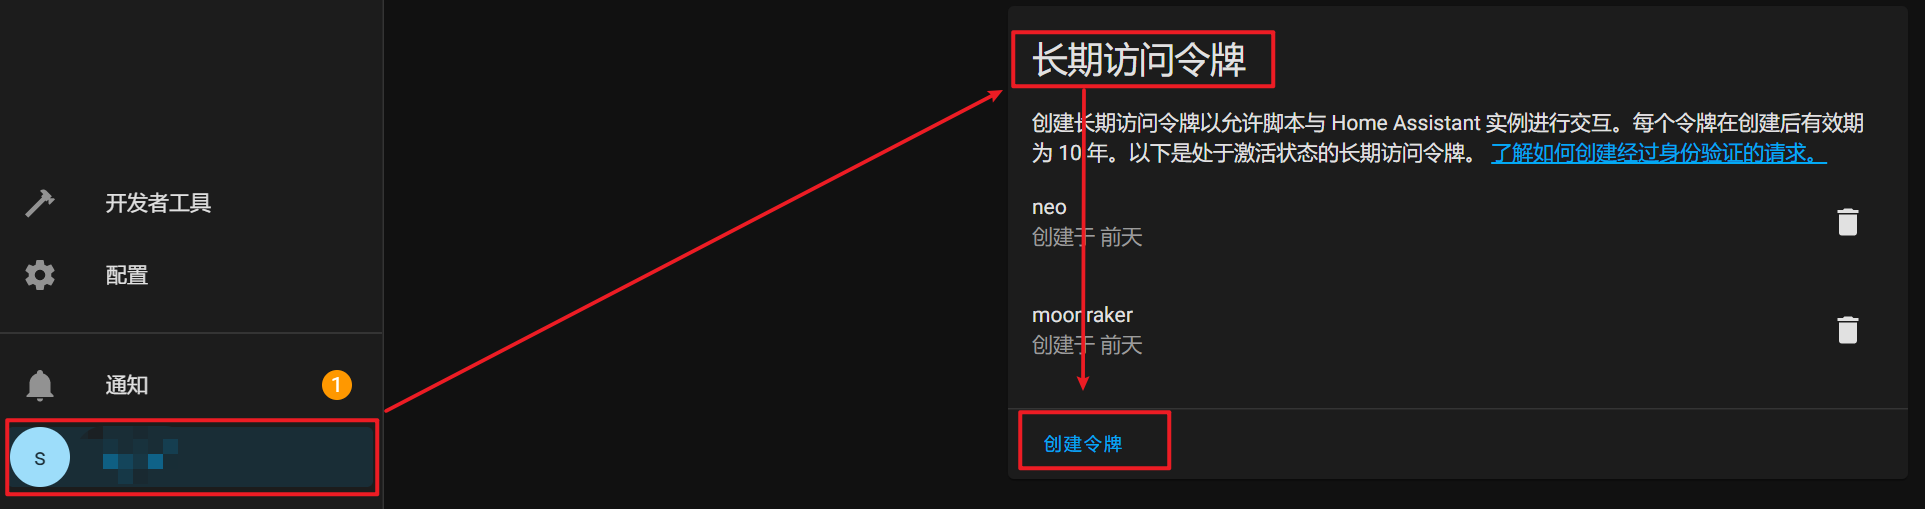 开发者工具
配置
通知
1
s
长期访问令牌
创建长期访问令牌以允许脚本与 Home Assistant 实例进行交互。每个令牌在创建后有效期
为 10 年。以下是处于激活状态的长期访问令牌。 了解如何创建经过身份验证的请求。
neo
创建于 前天
moonraker
创建于 前天
创建令牌